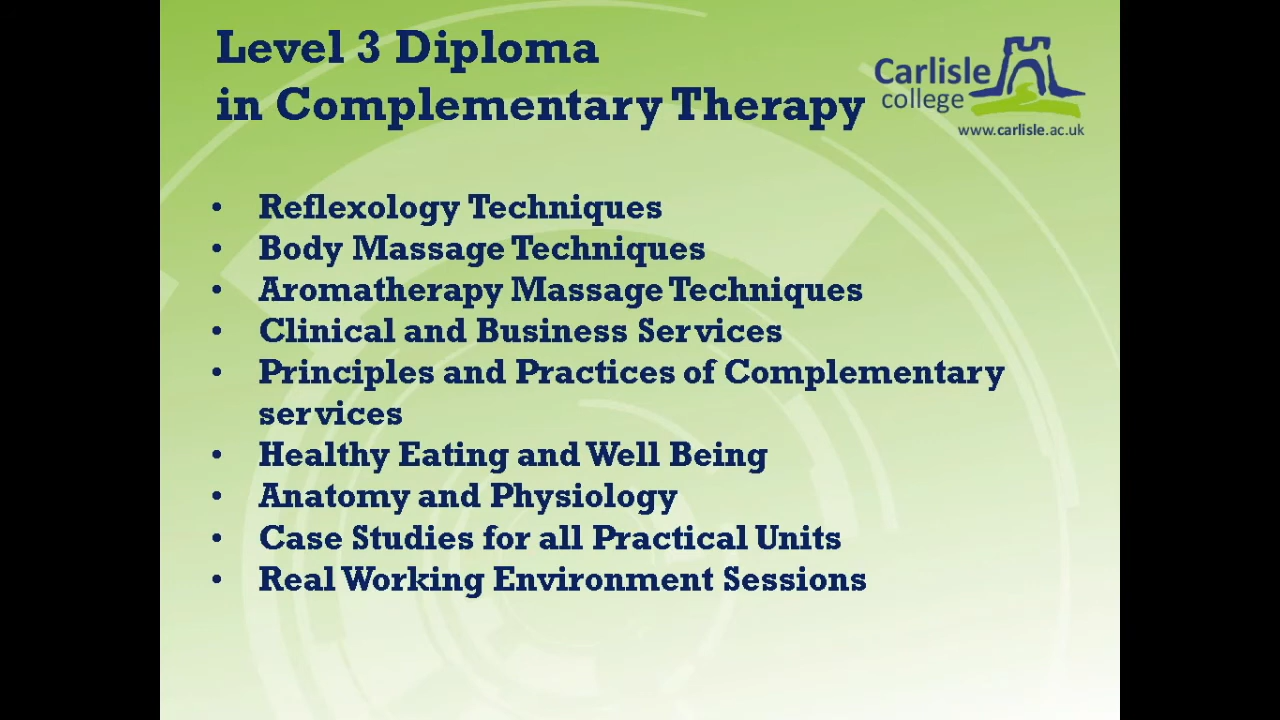 Level 3 Diploma
in Complementary Therapy
Carlisle
college
www.carlisle.ac.uk
• Reflexology Techniques
• Body Massage Techniques
• Aromatherapy Massage Techniques
• Clinical and Business Services
• Principles and Practices of Complementary
services
• Healthy Eating and Well Being
• Anatomy and Physiology
• Case Studies for all Practical Units
• Real Working Environment Sessions